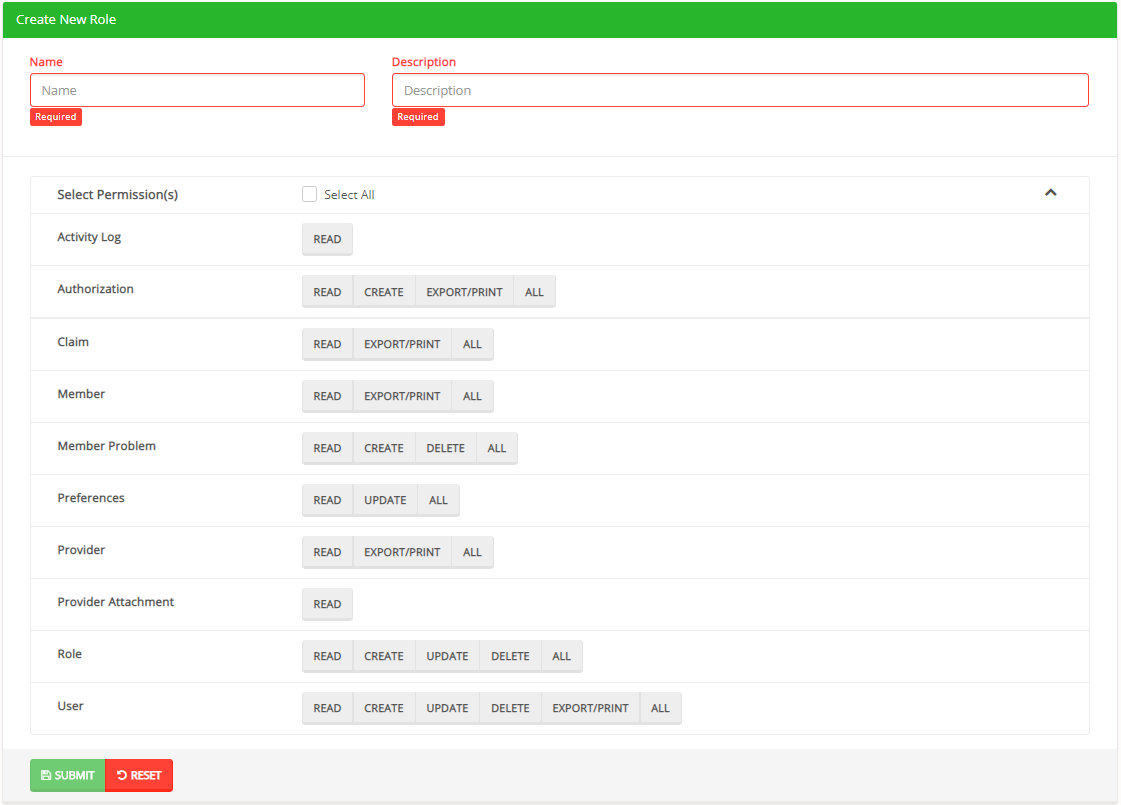 Create New Role
Name Description
Name Description
Required Required
Select Permission(s) Select All
Activity Log READ
Authorization READ CREATE EXPORT/PRINT ALL
Claim READ EXPORT/PRINT ALL
Member READ EXPORT/PRINT ALL
Member Problem READ CREATE DELETE ALL
Preferences READ UPDATE ALL
Provider READ EXPORT/PRINT ALL
Provider Attachment READ
Role READ CREATE UPDATE DELETE ALL
User READ CREATE UPDATE DELETE EXPORT/PRINT ALL
SUBMIT RESET